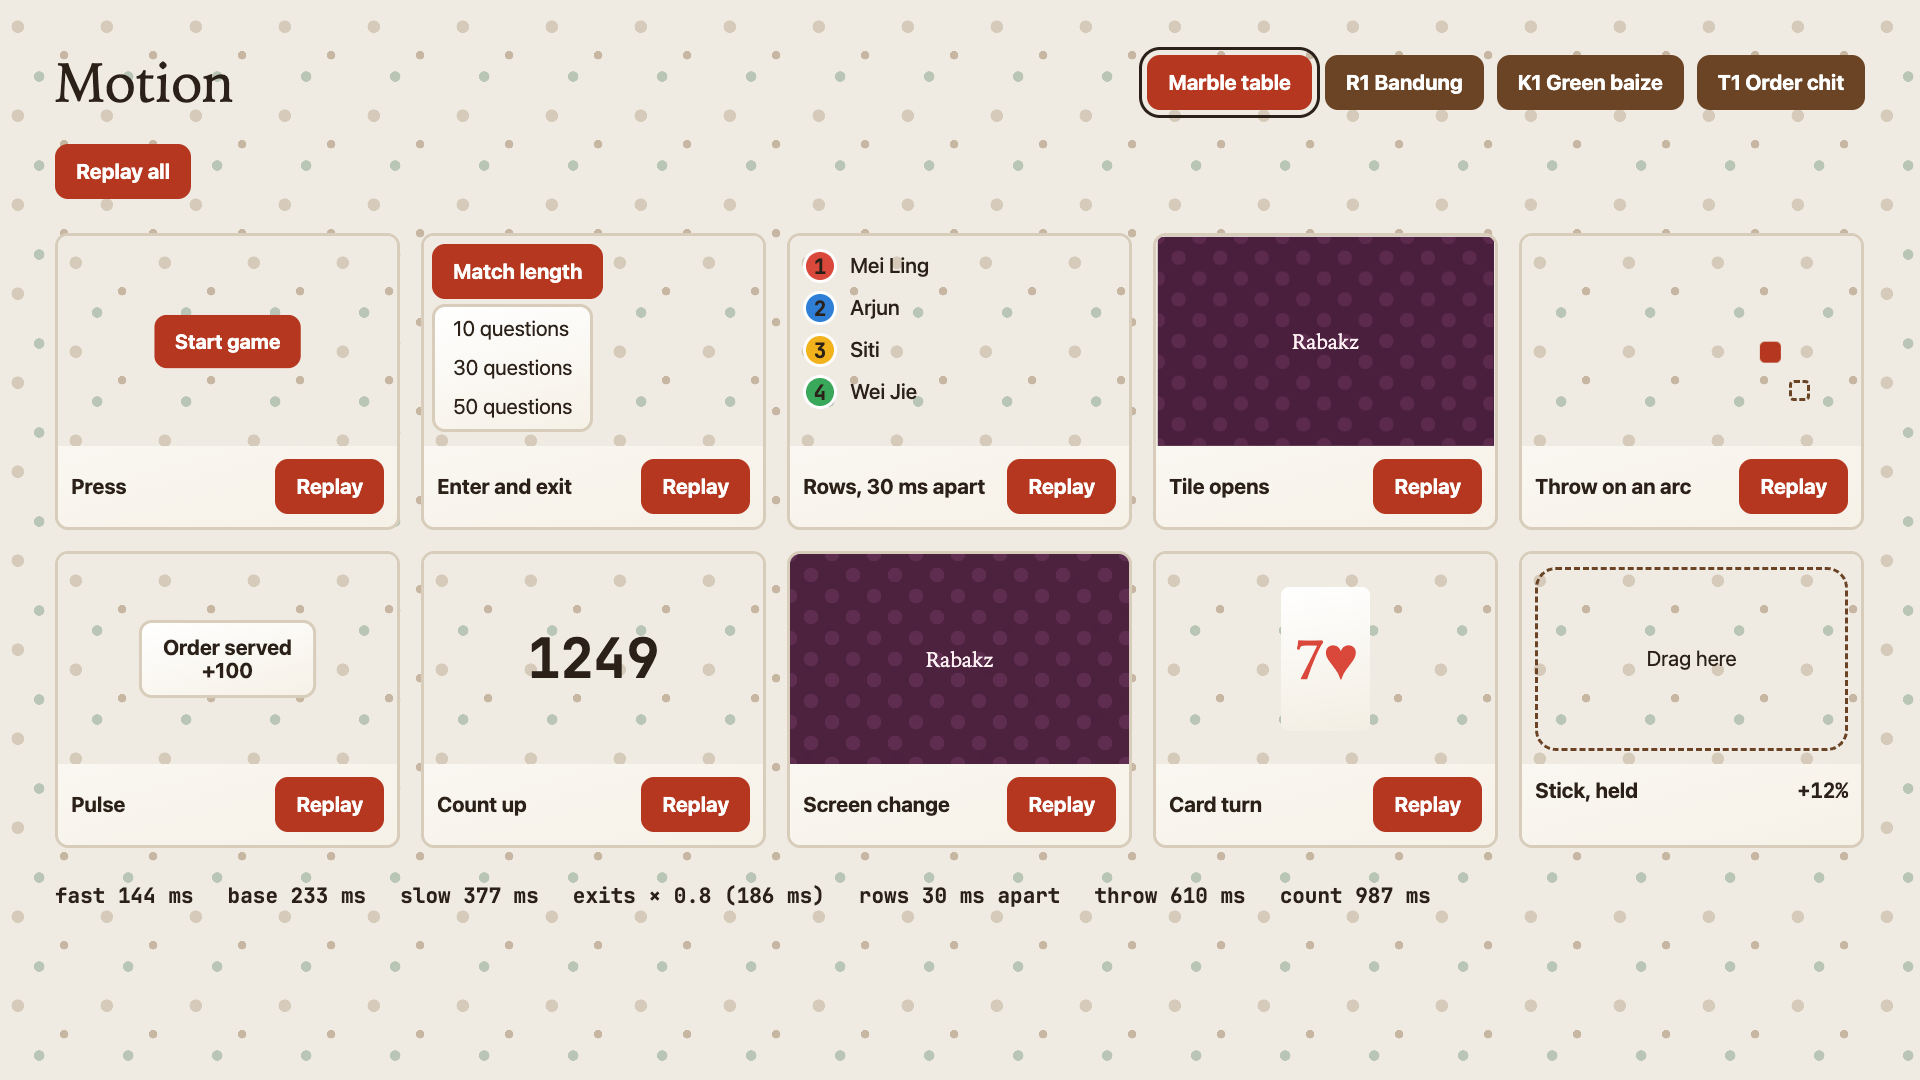 Motion
Marble table
R1 Bandung
K1 Green baize
T1 Order chit
Replay all
Start game
Press
Replay
Match length
10 questions
30 questions
50 questions
Enter and exit
Replay
1 Mei Ling
2 Arjun
3 Siti
4 Wei Jie
Rows, 30 ms apart
Replay
Rabakz
Tile opens
Replay
Throw on an arc
Replay
Order served
+100
Pulse
Replay
1249
Count up
Replay
Rabakz
Screen change
Replay
7♥
Card turn
Replay
Drag here
Stick, held
+12%
fast 144 ms base 233 ms slow 377 ms exits × 0.8 (186 ms) rows 30 ms apart throw 610 ms count 987 ms